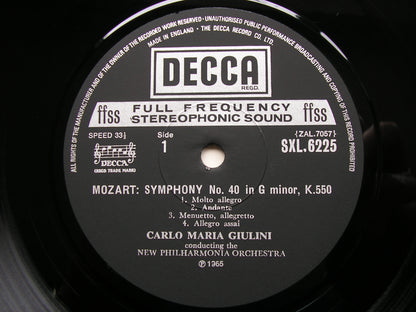 ALL RIGHTS OF THE MANUFACTURER AND OF THE OWNER OF THE RECORDED WORK RESERVED · UNAUTHORISED PUBLIC PERFORMANCE BROADCASTING AND COPYING OF THIS RECORD PROHIBITED
MADE IN ENGLAND · THE DECCA RECORD CO. LTD.
DECCA
REGD.
ffss FULL FREQUENCY STEREOPHONIC SOUND ffss
SPEED 33⅓
Side
1
(ZAL.7057)
SXL.6225
DECCA
(REGD TRADE MARK)
MOZART: SYMPHONY No. 40 in G minor, K.550
1. Molto allegro
2. Andante
3. Menuetto, allegretto
4. Allegro assai
CARLO MARIA GIULINI
conducting the
NEW PHILHARMONIA ORCHESTRA
Ⓟ 1965